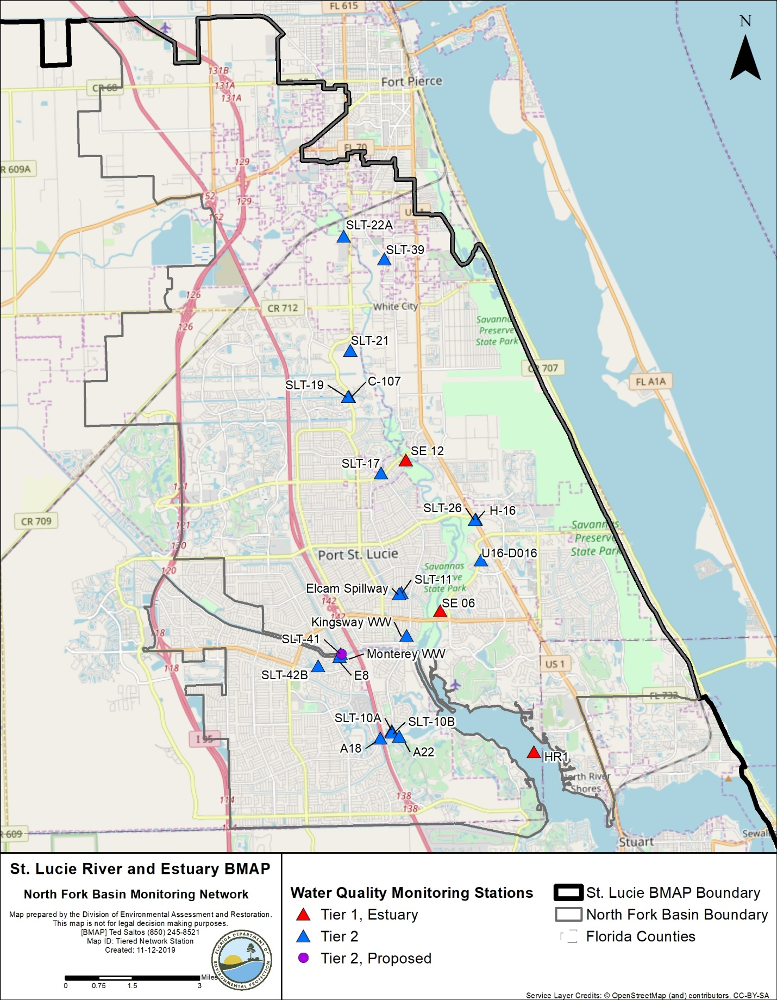 FL 615
N
131B
CR 68
131A
131A
Fort Pierce
FL 70
129
R 609A
129
152
152
US 1
SLT-22A
SLT-39
126
CR 712
White City
126
Savannas
Preserve
State Park
SLT-21
CR 707
SLT-19
C-107
FL A1A
SE 12
SLT-17
121
SLT-26
H-16
CR 709
121
Savannas
Preserve
State Park
120
Port St. Lucie
U16-D016
120
Savannas
Preserve
State Park
SLT-11
Elcam Spillway
142
SE 06
142
Kingsway WW
118
SLT-41
Monterey WW
118
US 1
SLT-42B
E8
FL 732
SLT-10A
SLT-10B
I 95
A18
A22
HR1
North River
Shores
114
138
138
114
R 609
Sewall
Stuart
St. Lucie River and Estuary BMAP
North Fork Basin Monitoring Network
Map prepared by the Division of Environmental Assessment and Restoration.
This map is not for legal decision making purposes.
[BMAP] Ted Saltos (850) 245-8521
Map ID: Tiered Network Station
Created: 11-12-2019
Miles
0 0.75 1.5 3
FLORIDA DEPARTMENT OF
ENVIRONMENTAL PROTECTION
Water Quality Monitoring Stations
Tier 1, Estuary
Tier 2
Tier 2, Proposed
St. Lucie BMAP Boundary
North Fork Basin Boundary
Florida Counties
Service Layer Credits: © OpenStreetMap (and) contributors, CC-BY-SA